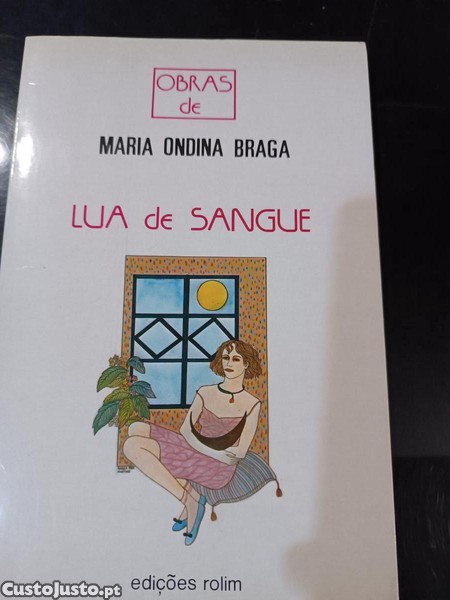 OBRAS
de
MARIA ONDINA BRAGA
LUA de SANGUE
edições rolim
CustoJusto.pt